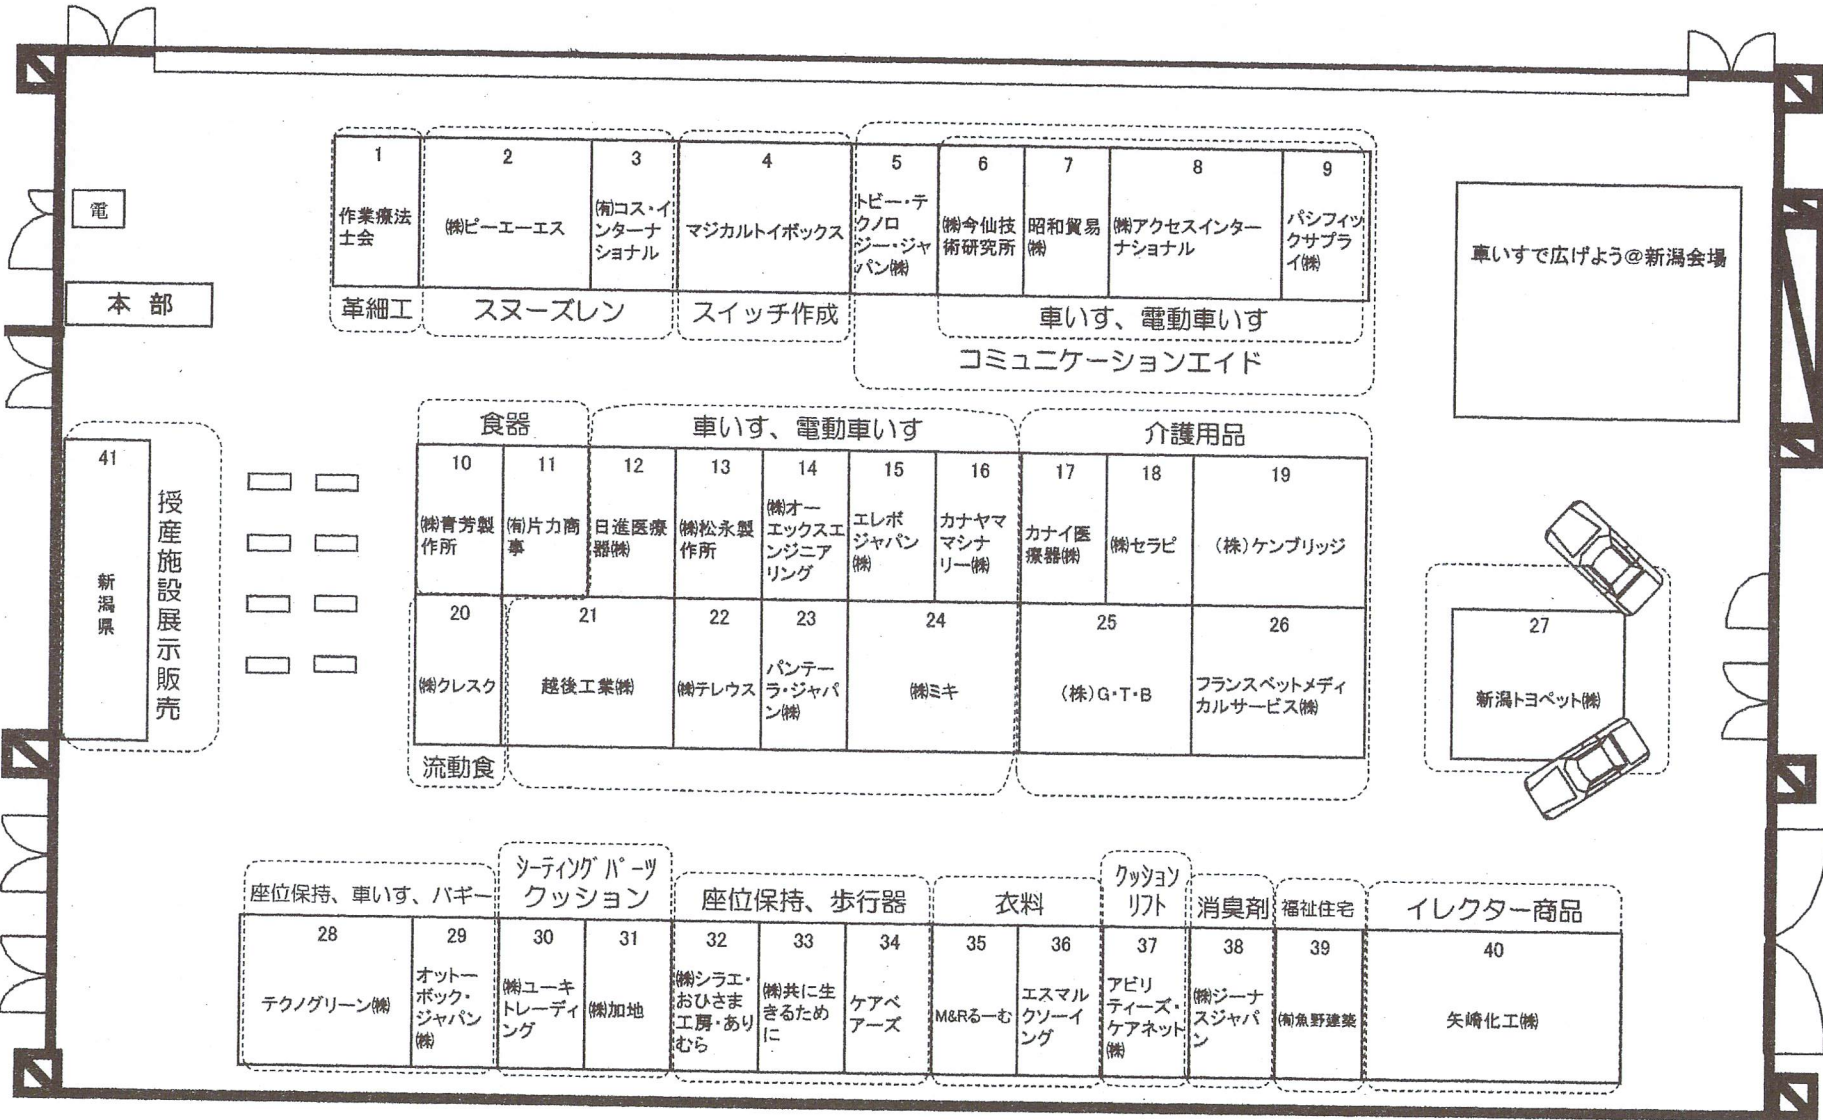 電
本 部
1
作業療法
士会
2
㈱ピーエーエス
3
㈲コス・イ
ンターナ
ショナル
4
マジカルトイボックス
5
トビー・テ
クノロ
ジー・ジャ
パン㈱
6
㈱今仙技
術研究所
7
昭和貿易
㈱
8
㈱アクセスインター
ナショナル
9
パシフィッ
クサプラ
イ㈱
革細工
スヌーズレン
スイッチ作成
車いす、電動車いす
コミュニケーションエイド
車いすで広げよう@新潟会場
41
新潟県
授産施設展示販売
食器
車いす、電動車いす
介護用品
10
㈱青芳製
作所
11
㈲片力商
事
12
日進医療
器㈱
13
㈱松永製
作所
14
㈱オー
エックスエ
ンジニア
リング
15
エレボ
ジャパン
㈱
16
カナヤマ
マシナ
リー㈱
17
カナイ医
療器㈱
18
㈱セラピ
19
(株)ケンブリッジ
20
㈱クレスク
21
越後工業㈱
22
㈱テレウス
23
パンテー
ラ・ジャパ
ン㈱
24
㈱ミキ
25
(株)G・T・B
26
フランスベットメディ
カルサービス㈱
流動食
27
新潟トヨペット㈱
座位保持、車いす、バギー
シーティングパーツ
クッション
座位保持、歩行器
衣料
クッション
リフト
消臭剤
福祉住宅
イレクター商品
28
テクノグリーン㈱
29
オットー
ボック・
ジャパン
㈱
30
㈱ユーキ
トレーディ
ング
31
㈱加地
32
㈱シラエ・
おひさま
工房・あり
むら
33
㈱共に生
きるため
に
34
ケアベ
アーズ
35
M&Rるーむ
36
エスマル
クソーイ
ング
37
アビリ
ティーズ・
ケアネット
㈱
38
㈱ジーナ
スジャパ
ン
39
㈲魚野建築
40
矢崎化工㈱